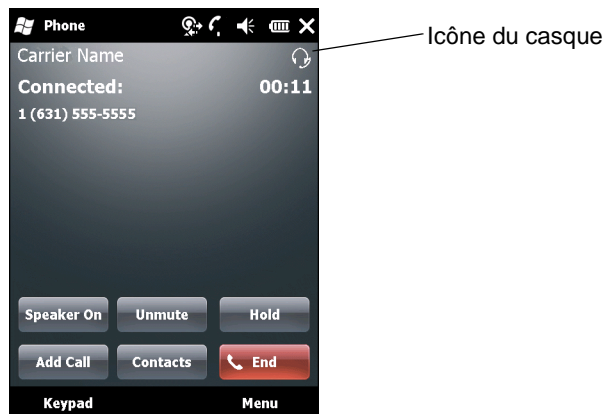 Phone
Icône du casque
Carrier Name
Connected: 00:11
1 (631) 555-5555
Speaker On Unmute Hold
Add Call Contacts End
Keypad Menu